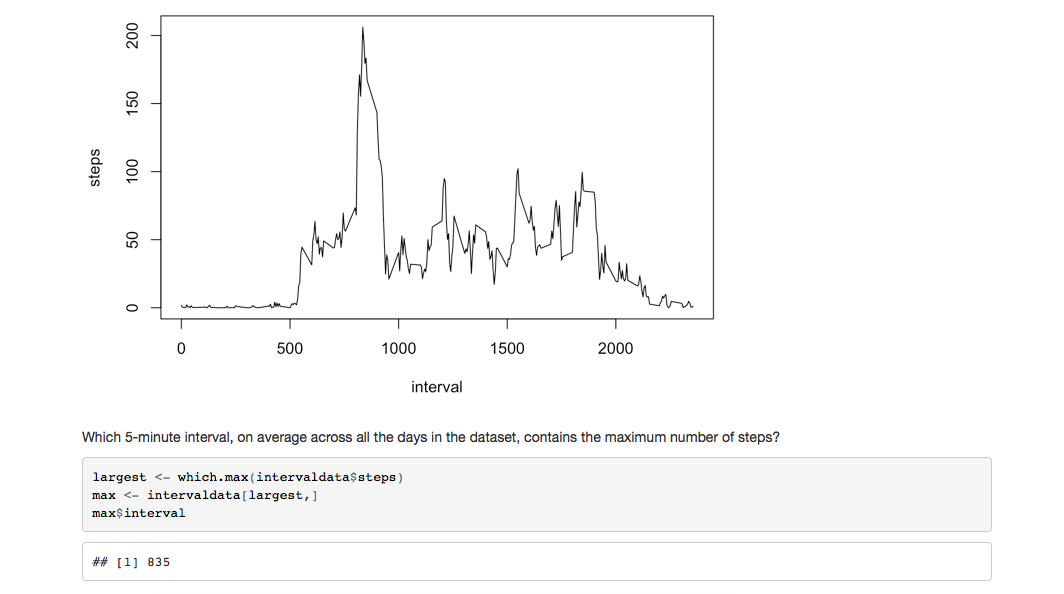 200
150
100
50
0
steps
0 500 1000 1500 2000
interval
Which 5-minute interval, on average across all the days in the dataset, contains the maximum number of steps?
largest <- which.max(intervaldata$steps)
max <- intervaldata[largest,]
max$interval
## [1] 835